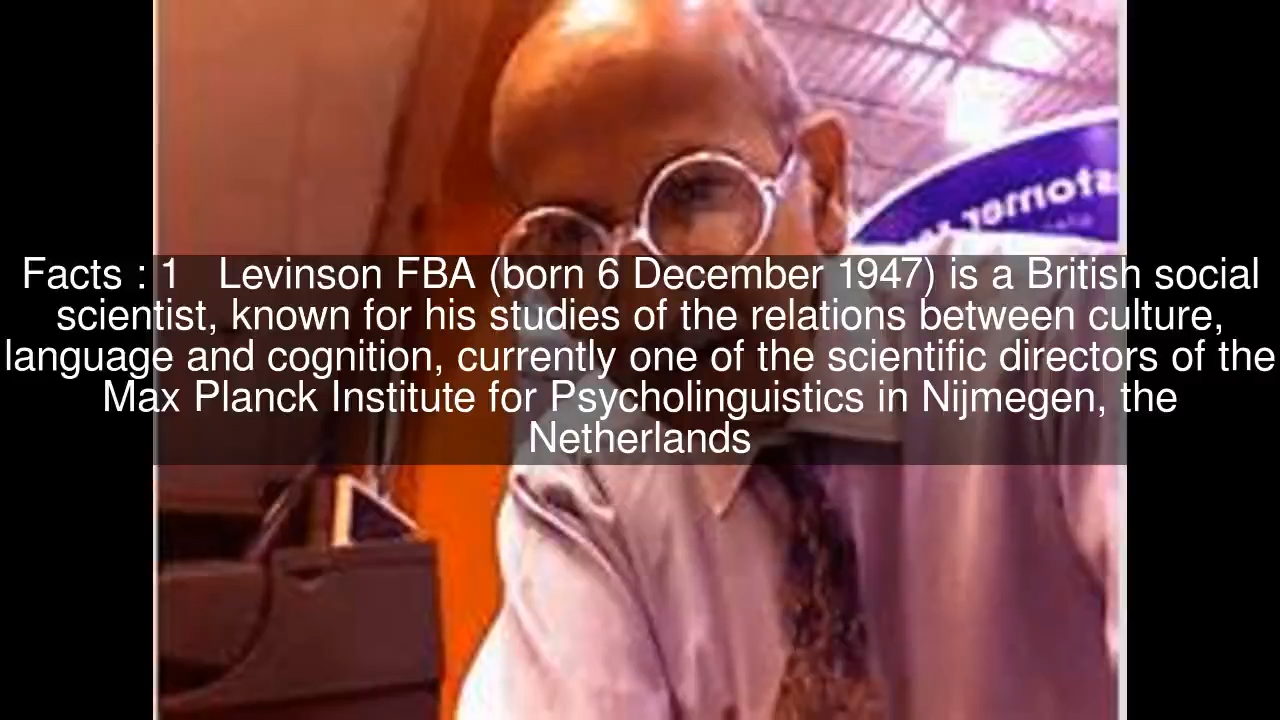 Facts : 1 Levinson FBA (born 6 December 1947) is a British social
scientist, known for his studies of the relations between culture,
language and cognition, currently one of the scientific directors of the
Max Planck Institute for Psycholinguistics in Nijmegen, the
Netherlands